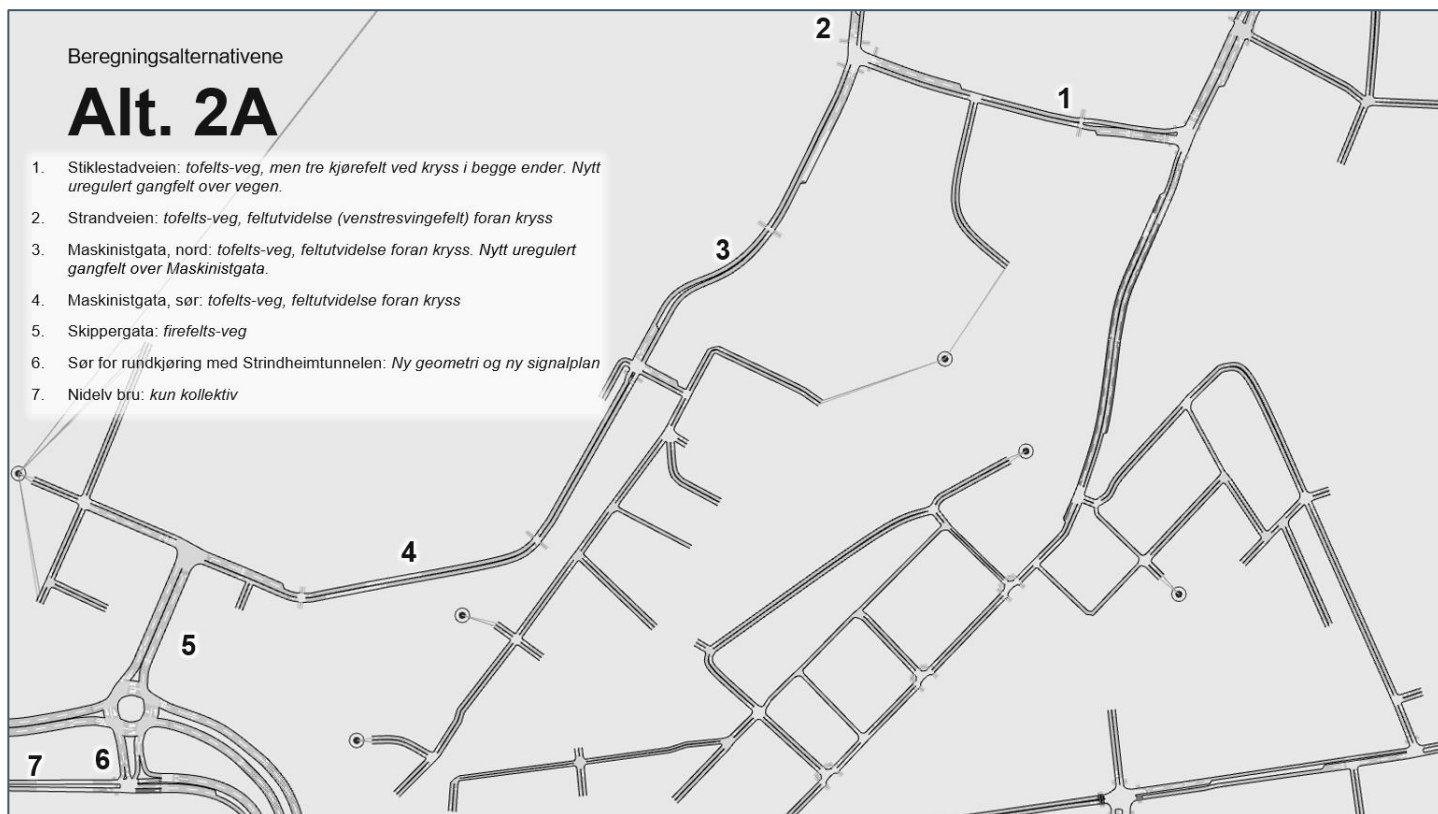 Beregningsalternativene
Alt. 2A
1. Stiklestadveien: tofelts-veg, men tre kjørefelt ved kryss i begge ender. Nytt
uregulert gangfelt over vegen.
2. Strandveien: tofelts-veg, feltutvidelse (venstresvingefelt) foran kryss
3. Maskinistgata, nord: tofelts-veg, feltutvidelse foran kryss. Nytt uregulert
gangfelt over Maskinistgata.
4. Maskinistgata, sør: tofelts-veg, feltutvidelse foran kryss
5. Skippergata: firefelts-veg
6. Sør for rundkjøring med Strindheimtunnelen: Ny geometri og ny signalplan
7. Nidelv bru: kun kollektiv
2
1
3
4
5
6
7